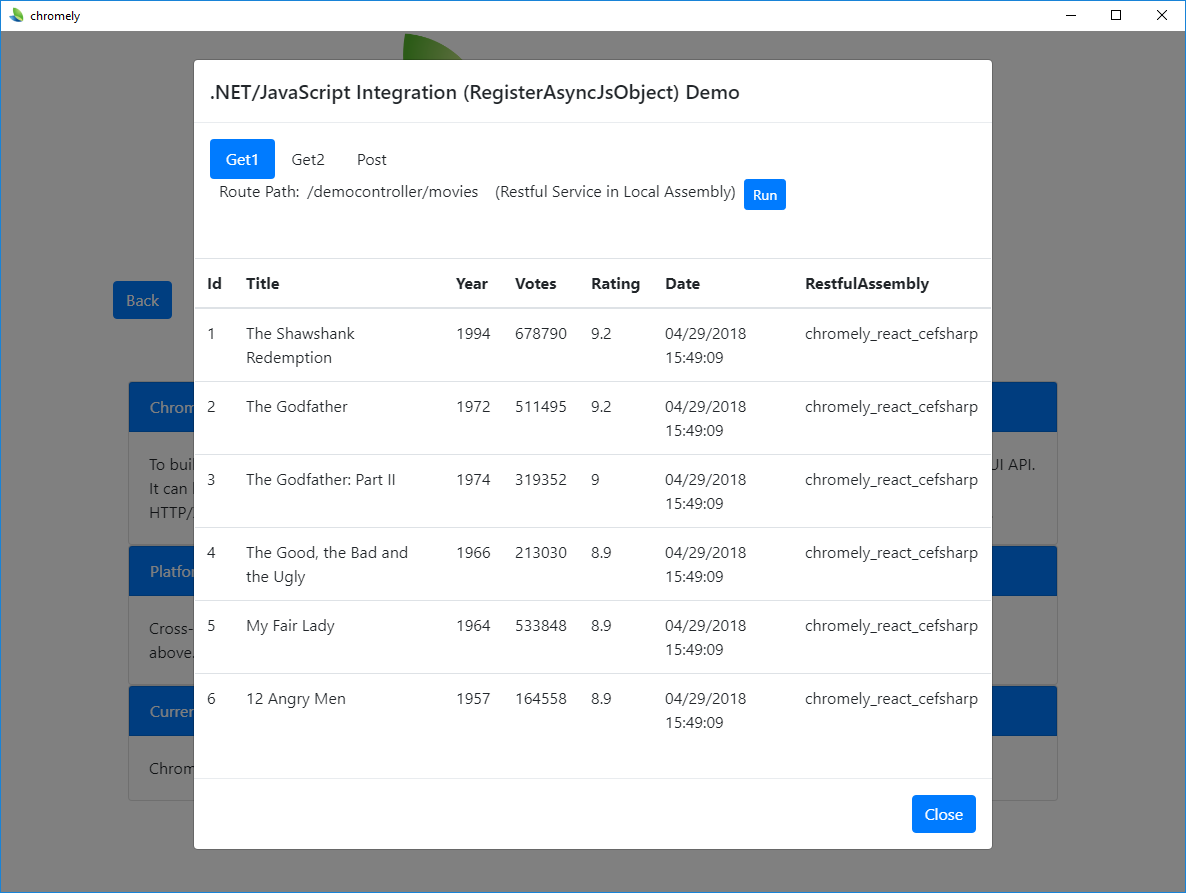 chromely
.NET/JavaScript Integration (RegisterAsyncJsObject) Demo
Get1 Get2 Post
Route Path: /democontroller/movies (Restful Service in Local Assembly) Run
Back
Id Title Year Votes Rating Date RestfulAssembly
1 The Shawshank Redemption 1994 678790 9.2 04/29/2018 15:49:09 chromely_react_cefsharp
2 The Godfather 1972 511495 9.2 04/29/2018 15:49:09 chromely_react_cefsharp
3 The Godfather: Part II 1974 319352 9 04/29/2018 15:49:09 chromely_react_cefsharp
4 The Good, the Bad and the Ugly 1966 213030 8.9 04/29/2018 15:49:09 chromely_react_cefsharp
5 My Fair Lady 1964 533848 8.9 04/29/2018 15:49:09 chromely_react_cefsharp
6 12 Angry Men 1957 164558 8.9 04/29/2018 15:49:09 chromely_react_cefsharp
To
API.
It can
HTTP/
Cross-
above.
Close